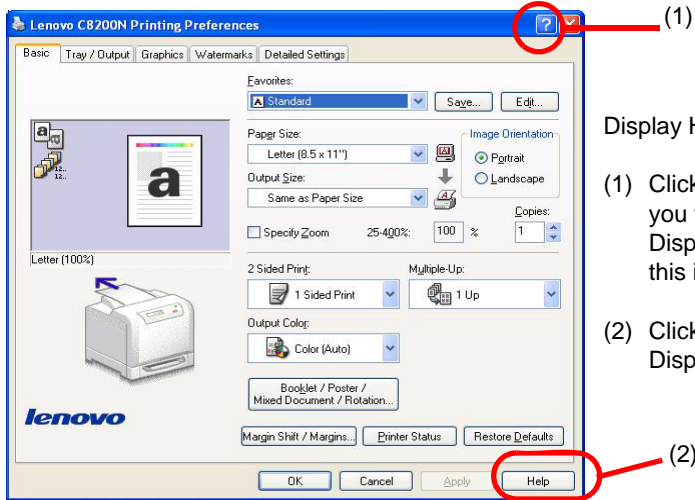 Lenovo C8200N Printing Preferences
?
(1)
Basic Tray / Output Graphics Watermarks Detailed Settings
Favorites:
A Standard
Save... Edit...
Paper Size:
Letter (8.5 x 11")
Image Orientation
Portrait
Landscape
Output Size:
Same as Paper Size
Copies:
Specify Zoom 25-400%: 100 % 1
a
Letter (100%)
2 Sided Print: Multiple-Up:
1 Sided Print 1 Up
Output Color:
Color (Auto)
Booklet / Poster /
Mixed Document / Rotation...
lenovo
Margin Shift / Margins... Printer Status Restore Defaults
OK Cancel Apply Help
(2)
Display H
(1) Click
you
Disp
this i
(2) Click
Disp